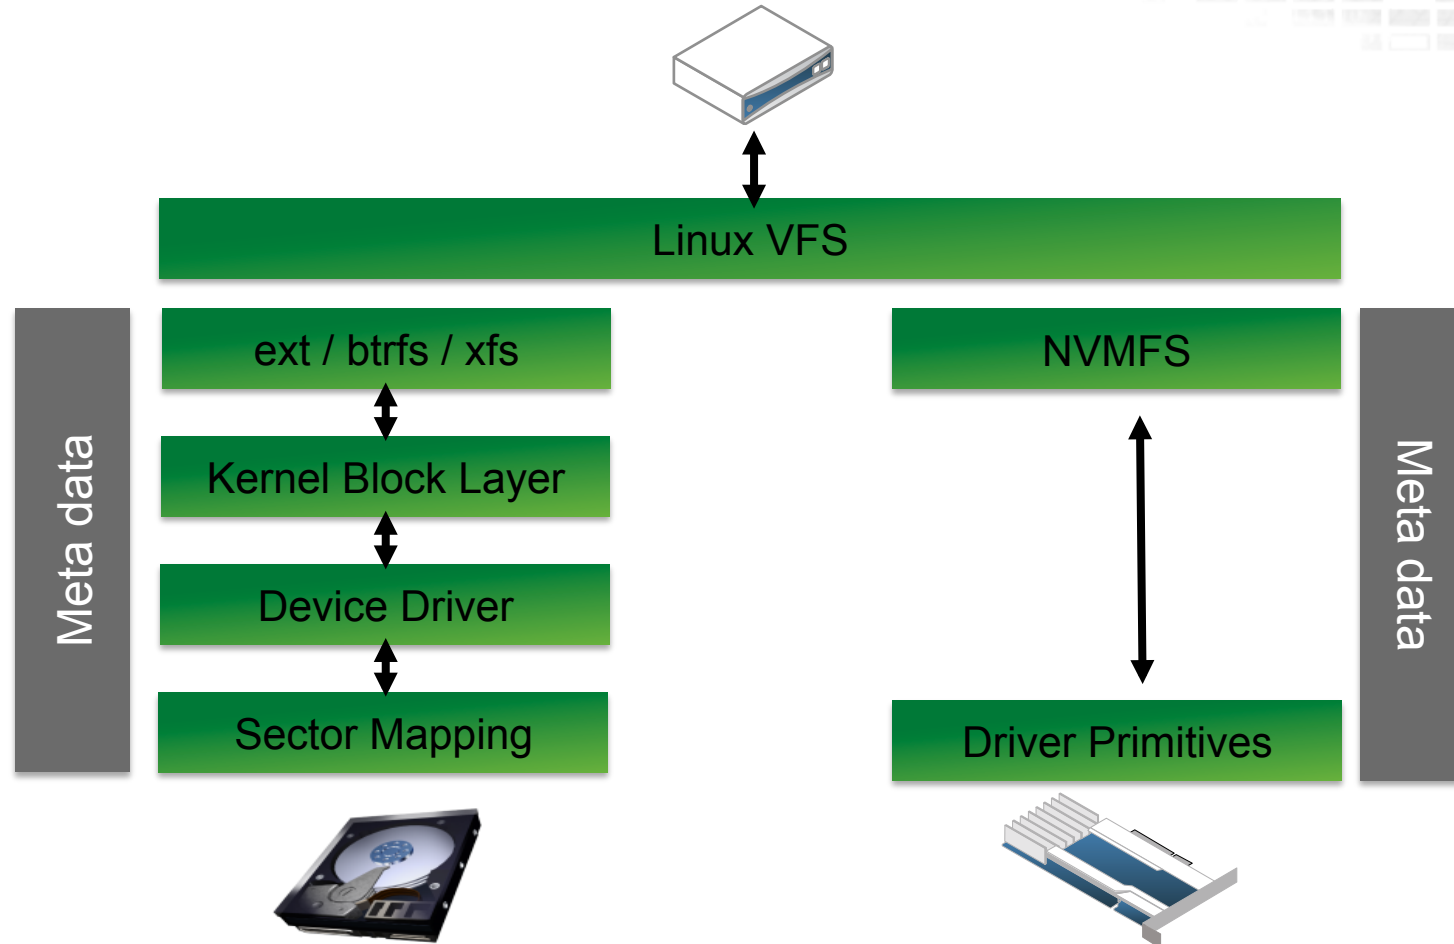 Linux VFS
Meta data
ext / btrfs / xfs
Kernel Block Layer
Device Driver
Sector Mapping
NVMFS
Driver Primitives
Meta data